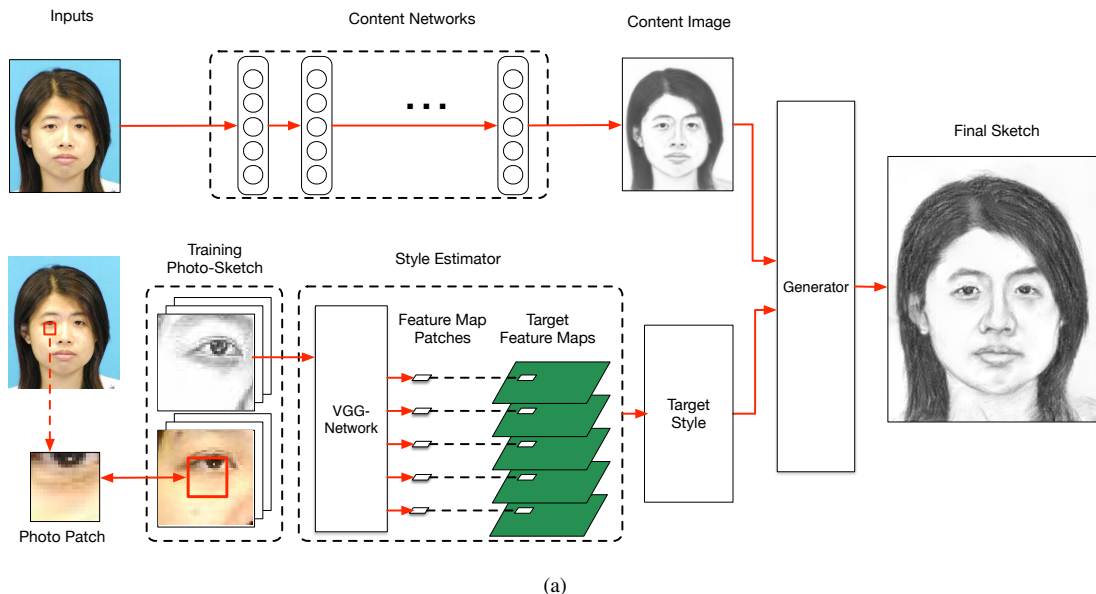 Inputs
Content Networks
Content Image
...
Final Sketch
Training
Photo-Sketch
Style Estimator
Feature Map
Patches
Target
Feature Maps
VGG-
Network
Target
Style
Generator
Photo Patch
(a)